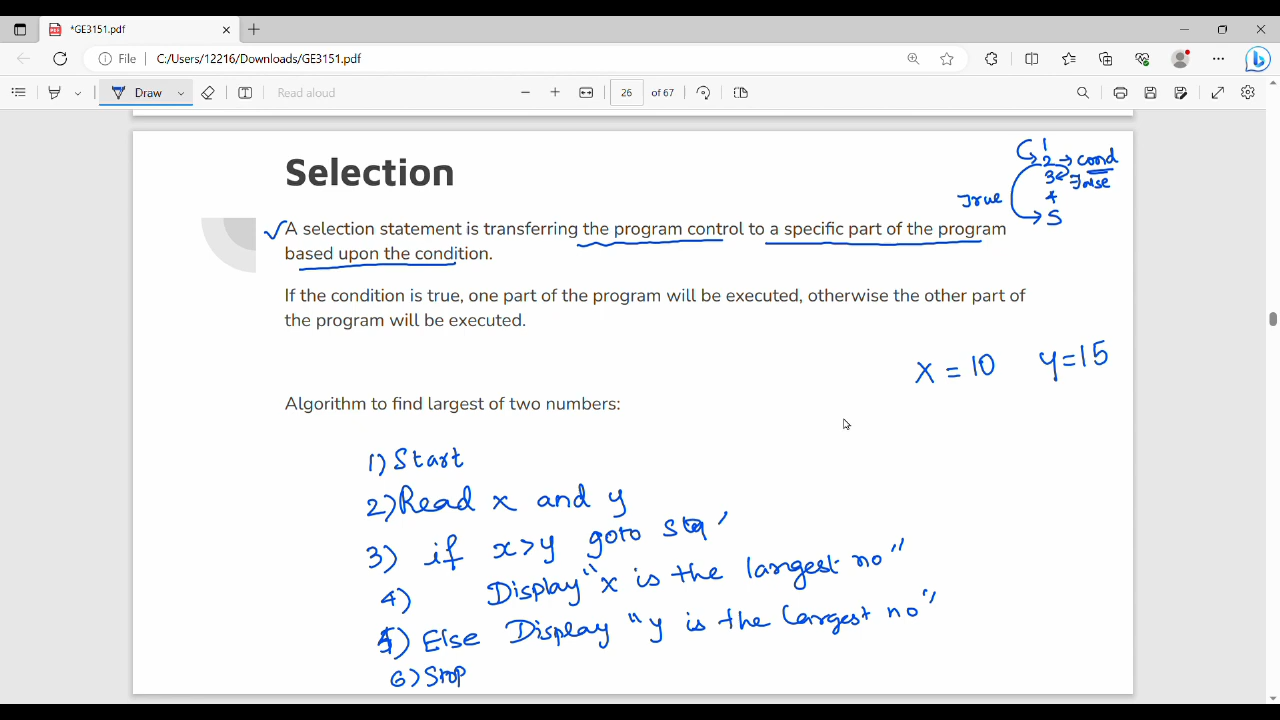 *GE3151.pdf
File C:/Users/12216/Downloads/GE3151.pdf
Draw Read aloud 26 of 67
Selection
1
2 → cond
3 False
4
True 5
A selection statement is transferring the program control to a specific part of the program
based upon the condition.
If the condition is true, one part of the program will be executed, otherwise the other part of
the program will be executed.
x = 10 y=15
Algorithm to find largest of two numbers:
1) Start
2) Read x and y
3) if x>y goto
4) Display "x is the largest no"
5) Else Display "y is the largest no"
6) Stop